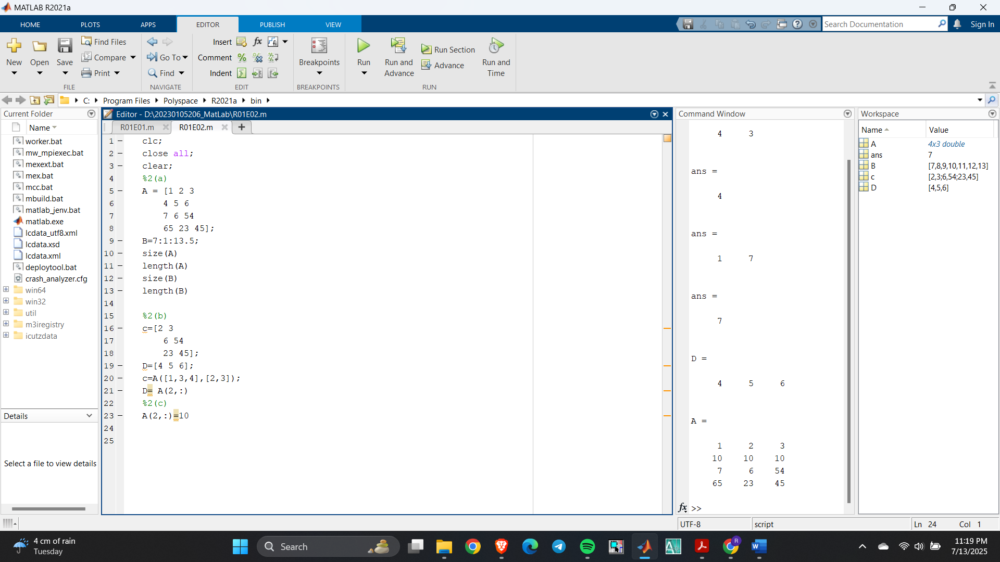 MATLAB R2021a
HOME PLOTS APPS EDITOR PUBLISH VIEW
Search Documentation
Sign In
New
Open
Save
Find Files
Compare
Print
FILE
Go To
Find
NAVIGATE
Insert
Comment
Indent
EDIT
Breakpoints
BREAKPOINTS
Run
Run and
Advance
Run Section
Advance
Run and
Time
RUN
C: Program Files Polyspace R2021a bin
Current Folder
Name
worker.bat
mw_mpiexec.bat
mexext.bat
mex.bat
mcc.bat
mbuild.bat
matlab_jenv.bat
matlab.exe
lcdata_utf8.xml
lcdata.xsd
lcdata.xml
deploytool.bat
crash_analyzer.cfg
win64
win32
util
m3iregistry
icutzdata
Details
Select a file to view details
Editor - D:\20230105206_MatLab\R01E02.m
R01E01.m R01E02.m
1 clc;
2 close all;
3 clear;
4 %2(a)
5 A = [1 2 3
6 4 5 6
7 7 6 54
8 65 23 45];
9 B=7:1:13.5;
10 size(A)
11 length(A)
12 size(B)
13 length(B)
14
15 %2(b)
16 c=[2 3
17 6 54
18 23 45];
19 D=[4 5 6];
20 c=A([1,3,4],[2,3]);
21 D= A(2,:)
22 %2(c)
23 A(2,:)=10
24
25
Command Window
4 3
ans =
4
ans =
1 7
ans =
7
D =
4 5 6
A =
1 2 3
10 10 10
7 6 54
65 23 45
fx >>
Workspace
Name Value
A 4x3 double
ans 7
B [7,8,9,10,11,12,13]
c [2,3;6,54;23,45]
D [4,5,6]
UTF-8 script Ln 24 Col 1
4 cm of rain
Tuesday
Search
11:19 PM
7/13/2025